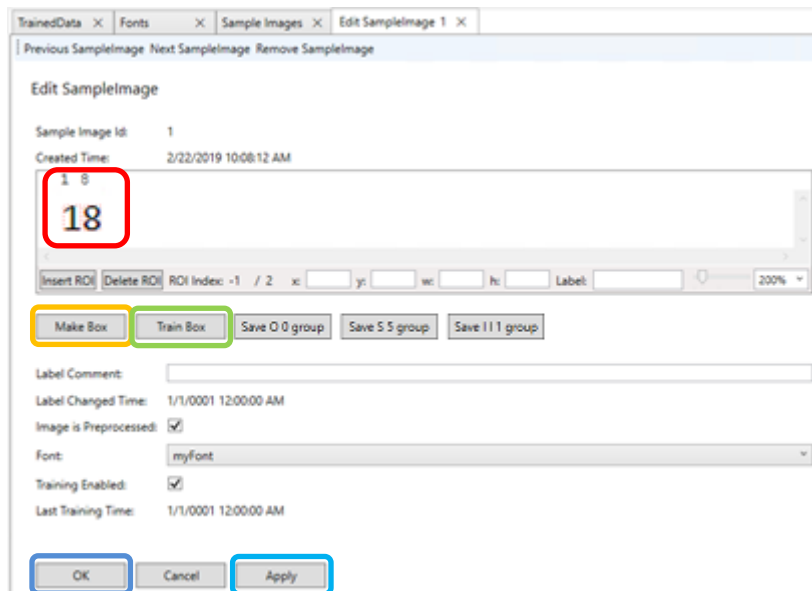 TrainedData × Fonts × Sample Images × Edit SampleImage 1 ×
Previous SampleImage Next SampleImage Remove SampleImage
Edit SampleImage
Sample Image Id: 1
Created Time: 2/22/2019 10:08:12 AM
1 8
18
Insert ROI Delete ROI ROI Index: -1 / 2 x: y: w: h: Label: 200%
Make Box Train Box Save O 0 group Save S 5 group Save I l 1 group
Label Comment:
Label Changed Time: 1/1/0001 12:00:00 AM
Image is Preprocessed:
Font: myFont
Training Enabled:
Last Training Time: 1/1/0001 12:00:00 AM
OK Cancel Apply